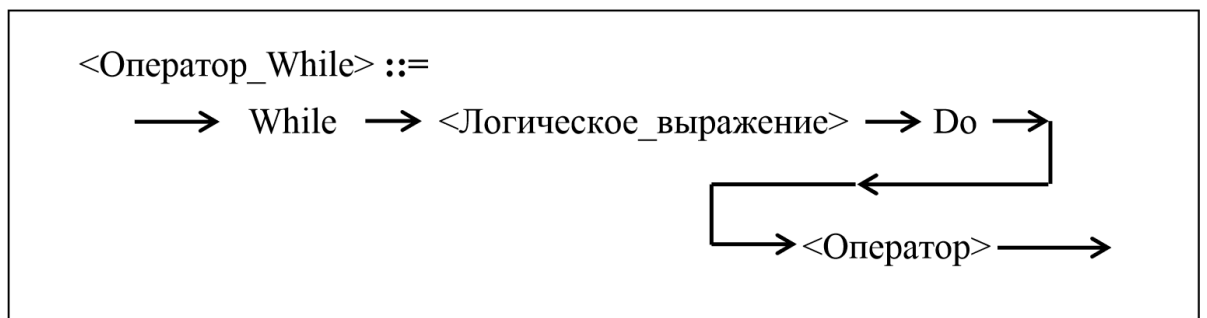 <Оператор_While> ::=
While <Логическое_выражение> Do
<Оператор>